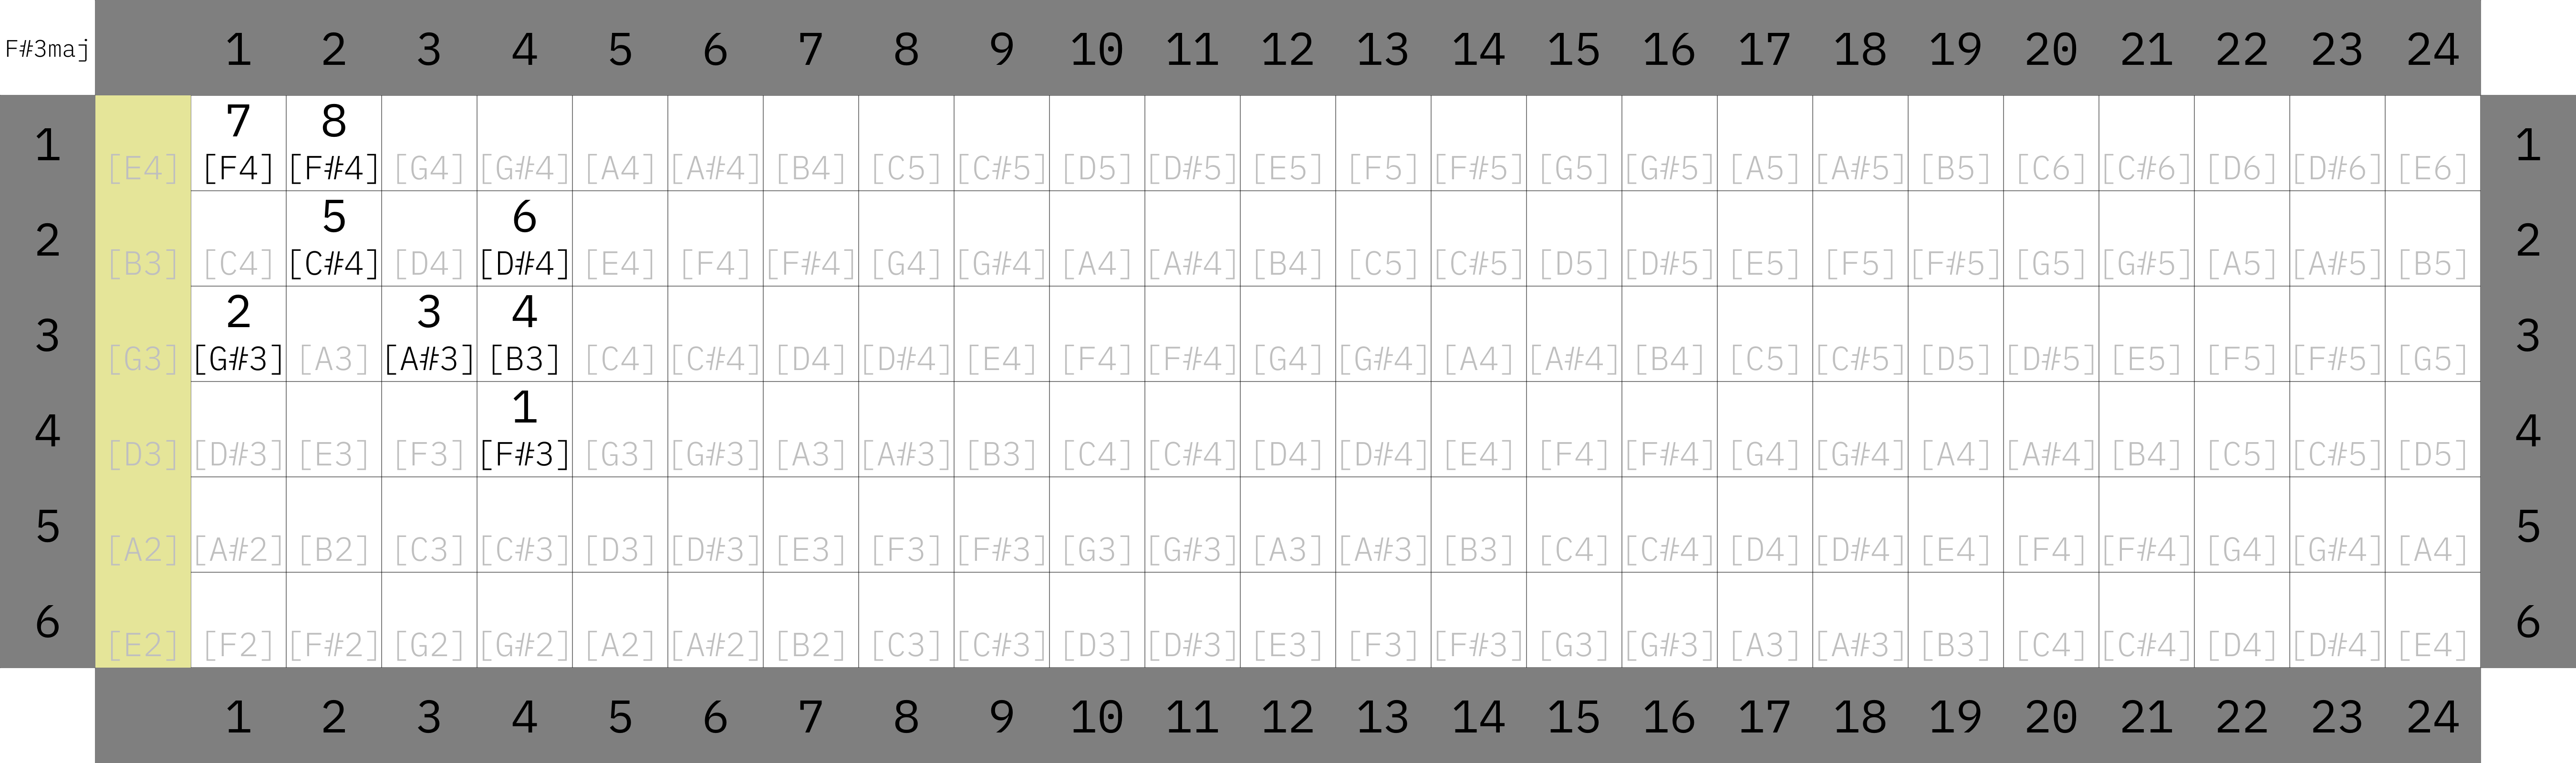 F#3maj 1 2 3 4 5 6 7 8 9 10 11 12 13 14 15 16 17 18 19 20 21 22 23 24
7 8
1 [E4] [F4] [F#4] [G4] [G#4] [A4] [A#4] [B4] [C5] [C#5] [D5] [D#5] [E5] [F5] [F#5] [G5] [G#5] [A5] [A#5] [B5] [C6] [C#6] [D6] [D#6] [E6] 1
5 6
2 [B3] [C4] [C#4] [D4] [D#4] [E4] [F4] [F#4] [G4] [G#4] [A4] [A#4] [B4] [C5] [C#5] [D5] [D#5] [E5] [F5] [F#5] [G5] [G#5] [A5] [A#5] [B5] 2
2 3 4
3 [G3] [G#3] [A3] [A#3] [B3] [C4] [C#4] [D4] [D#4] [E4] [F4] [F#4] [G4] [G#4] [A4] [A#4] [B4] [C5] [C#5] [D5] [D#5] [E5] [F5] [F#5] [G5] 3
1
4 [D3] [D#3] [E3] [F3] [F#3] [G3] [G#3] [A3] [A#3] [B3] [C4] [C#4] [D4] [D#4] [E4] [F4] [F#4] [G4] [G#4] [A4] [A#4] [B4] [C5] [C#5] [D5] 4
5 [A2] [A#2] [B2] [C3] [C#3] [D3] [D#3] [E3] [F3] [F#3] [G3] [G#3] [A3] [A#3] [B3] [C4] [C#4] [D4] [D#4] [E4] [F4] [F#4] [G4] [G#4] [A4] 5
6 [E2] [F2] [F#2] [G2] [G#2] [A2] [A#2] [B2] [C3] [C#3] [D3] [D#3] [E3] [F3] [F#3] [G3] [G#3] [A3] [A#3] [B3] [C4] [C#4] [D4] [D#4] [E4] 6
1 2 3 4 5 6 7 8 9 10 11 12 13 14 15 16 17 18 19 20 21 22 23 24